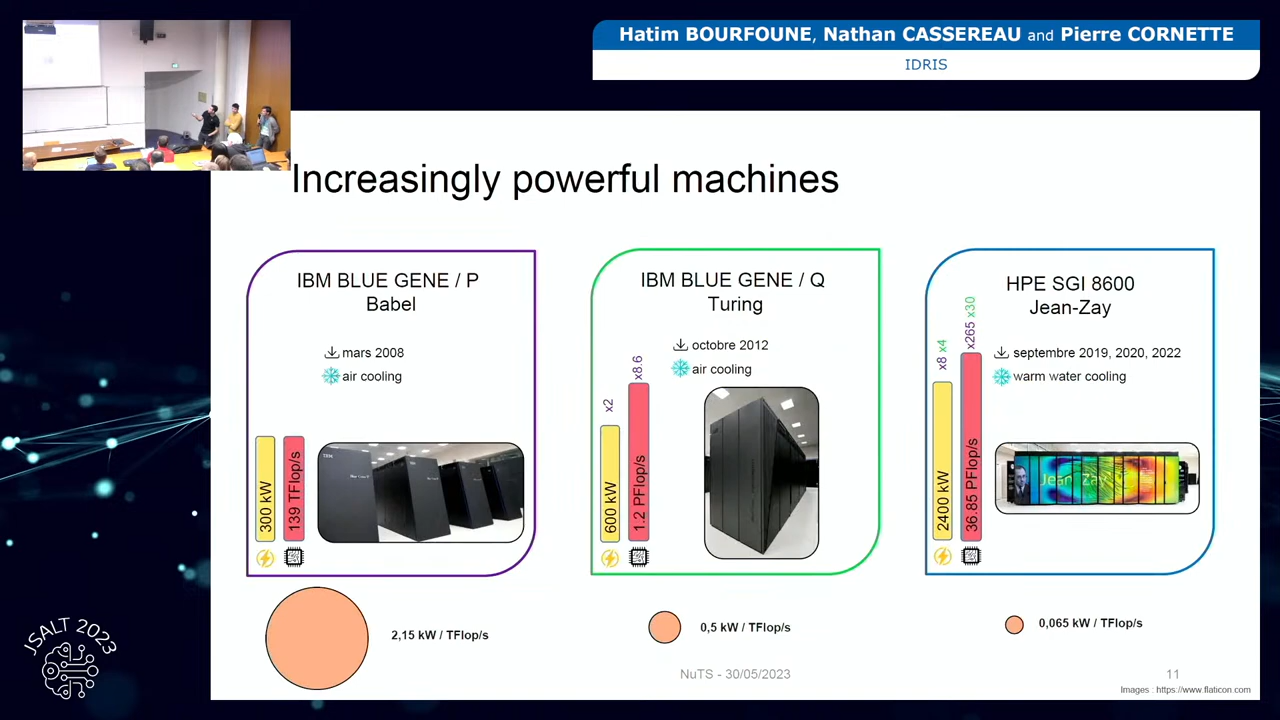 Hatim BOURFOUNE, Nathan CASSEREAU and Pierre CORNETTE
IDRIS
Increasingly powerful machines
IBM BLUE GENE / P
Babel
mars 2008
air cooling
300 kW
139 TFlop/s
2,15 kW / TFlop/s
IBM BLUE GENE / Q
Turing
octobre 2012
air cooling
x2
x8.6
600 kW
1.2 PFlop/s
0,5 kW / TFlop/s
HPE SGI 8600
Jean-Zay
septembre 2019, 2020, 2022
warm water cooling
x8 x4
x265 x30
2400 kW
36.85 PFlop/s
Jean Zay
0,065 kW / TFlop/s
JSALT 2023
NuTS - 30/05/2023
11
Images : https://www.flaticon.com